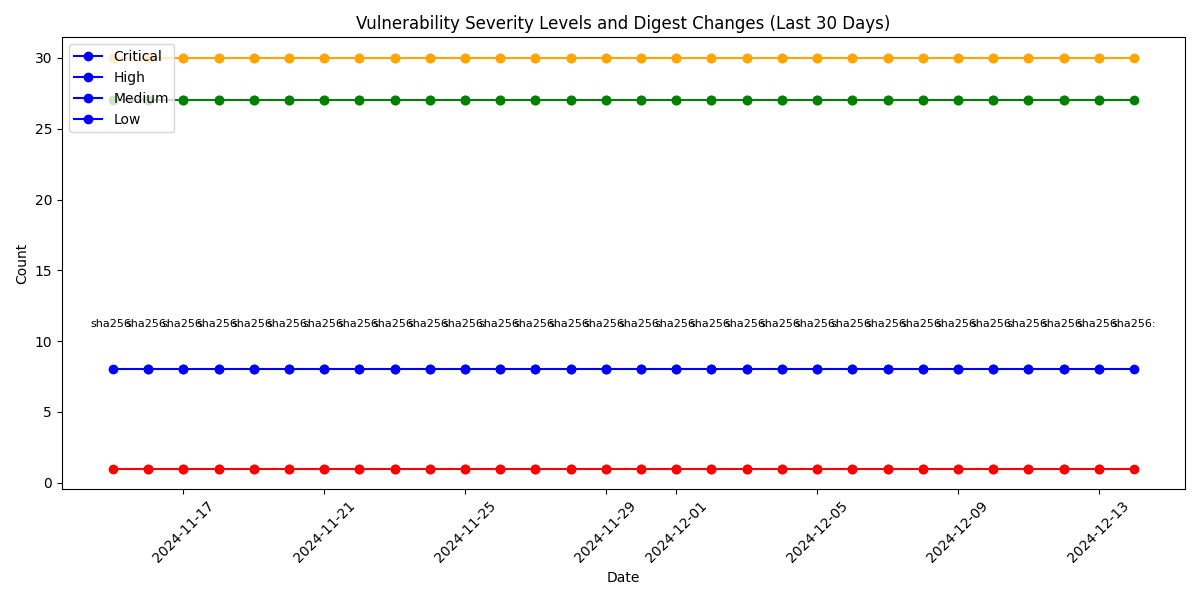 Vulnerability Severity Levels and Digest Changes (Last 30 Days)
Critical
High
Medium
Low
Count
30
25
20
15
10
5
0
sha256: sha256: sha256: sha256: sha256: sha256: sha256: sha256: sha256: sha256: sha256: sha256: sha256: sha256: sha256: sha256: sha256: sha256: sha256: sha256: sha256: sha256: sha256: sha256: sha256: sha256: sha256: sha256: sha256: sha256:
2024-11-17
2024-11-21
2024-11-25
2024-11-29
2024-12-01
2024-12-05
2024-12-09
2024-12-13
Date